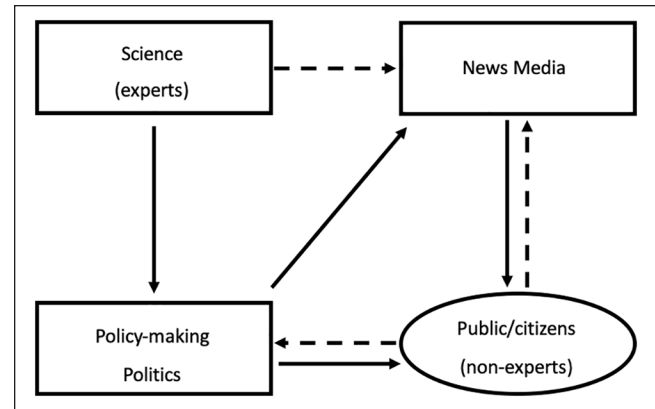 Science
(experts)
News Media
Policy-making
Politics
Public/citizens
(non-experts)